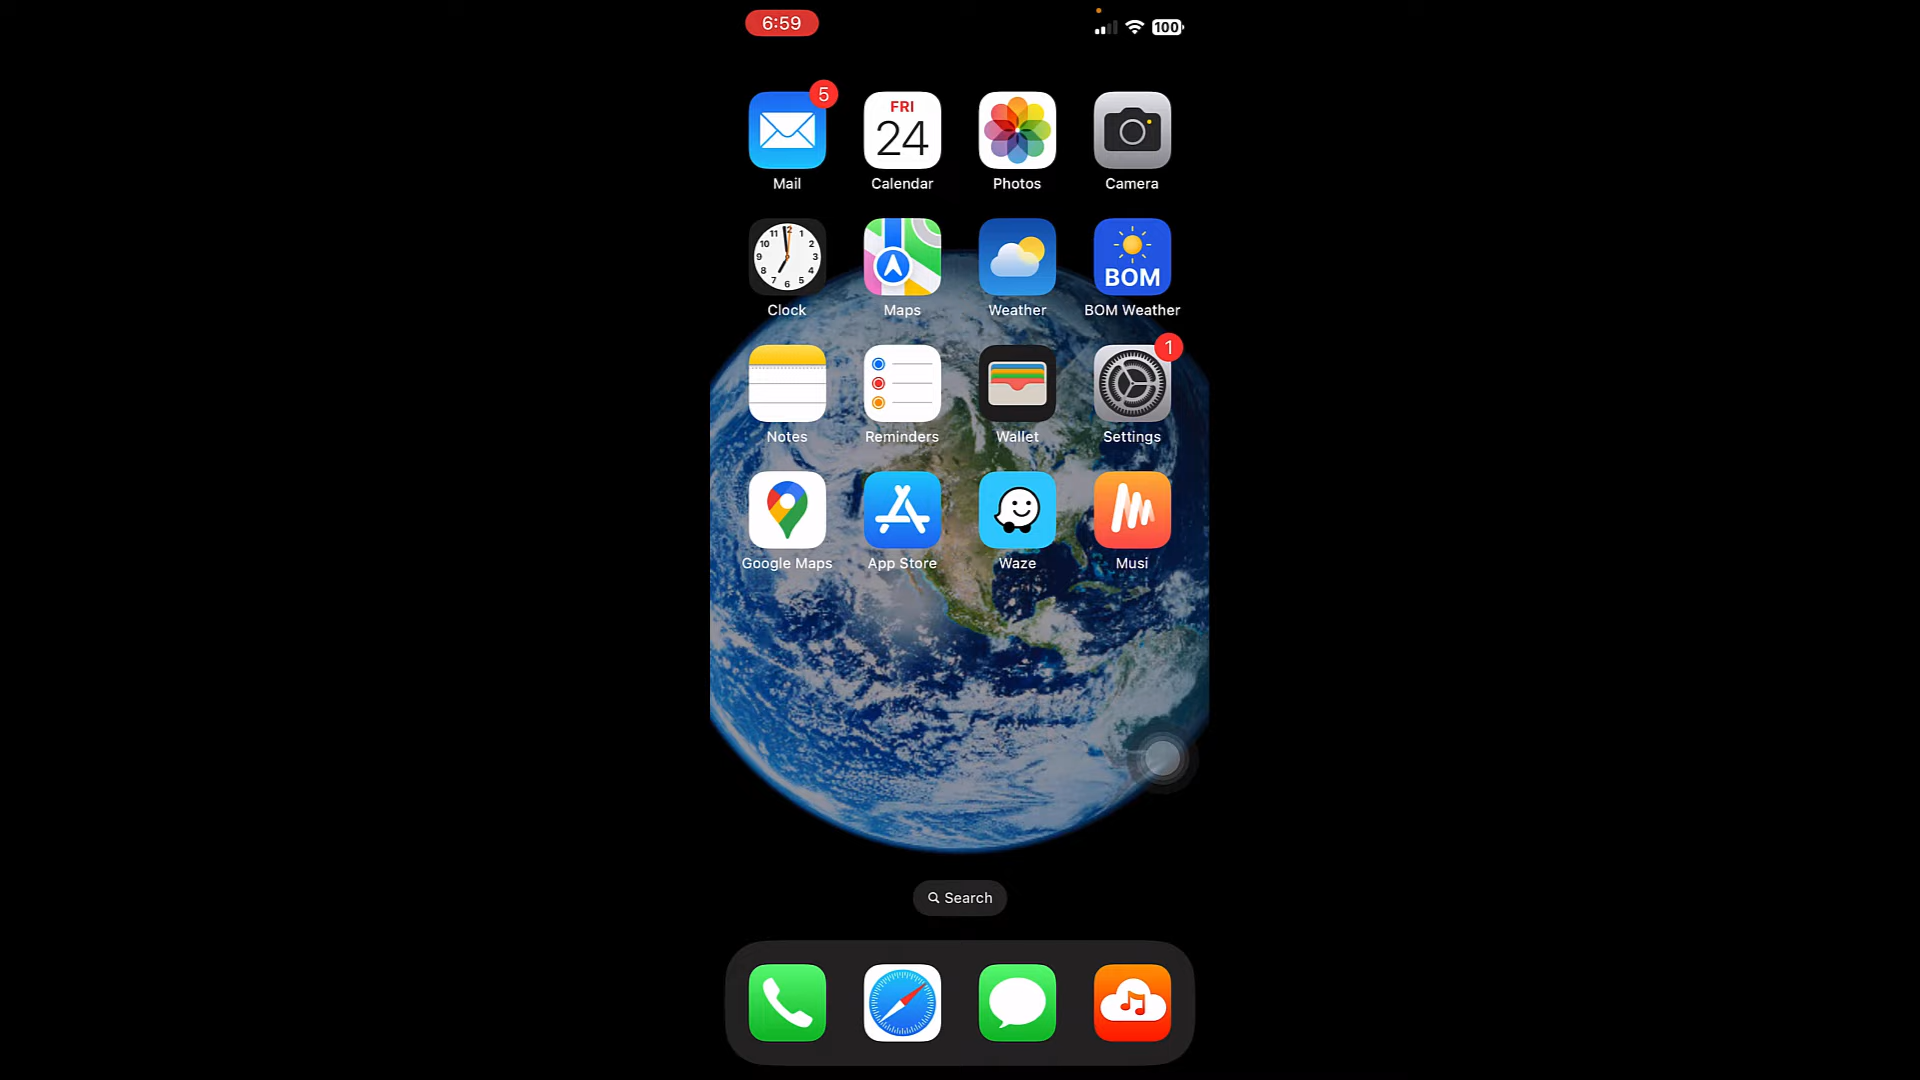 6:59
100
5
FRI
24
Mail
Calendar
Photos
Camera
BOM
Clock
Maps
Weather
BOM Weather
1
Notes
Reminders
Wallet
Settings
Google Maps
App Store
Waze
Musi
Search